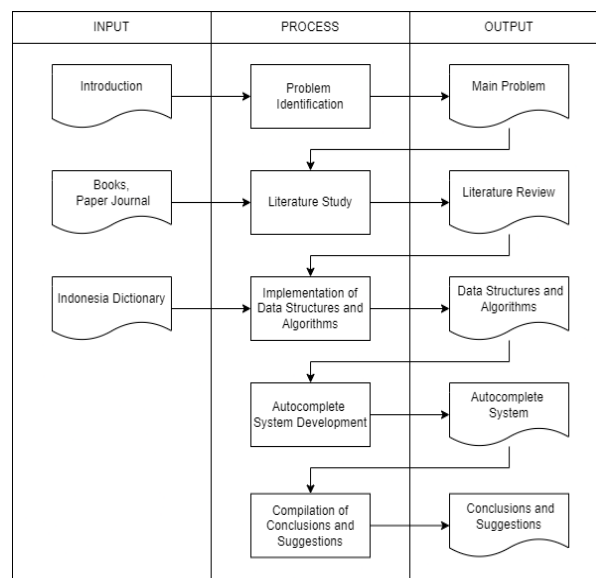 INPUT
PROCESS
OUTPUT
Introduction
Problem
Identification
Main Problem
Books,
Paper Journal
Literature Study
Literature Review
Indonesia Dictionary
Implementation of
Data Structures and
Algorithms
Data Structures and
Algorithms
Autocomplete
System Development
Autocomplete
System
Compilation of
Conclusions and
Suggestions
Conclusions and
Suggestions